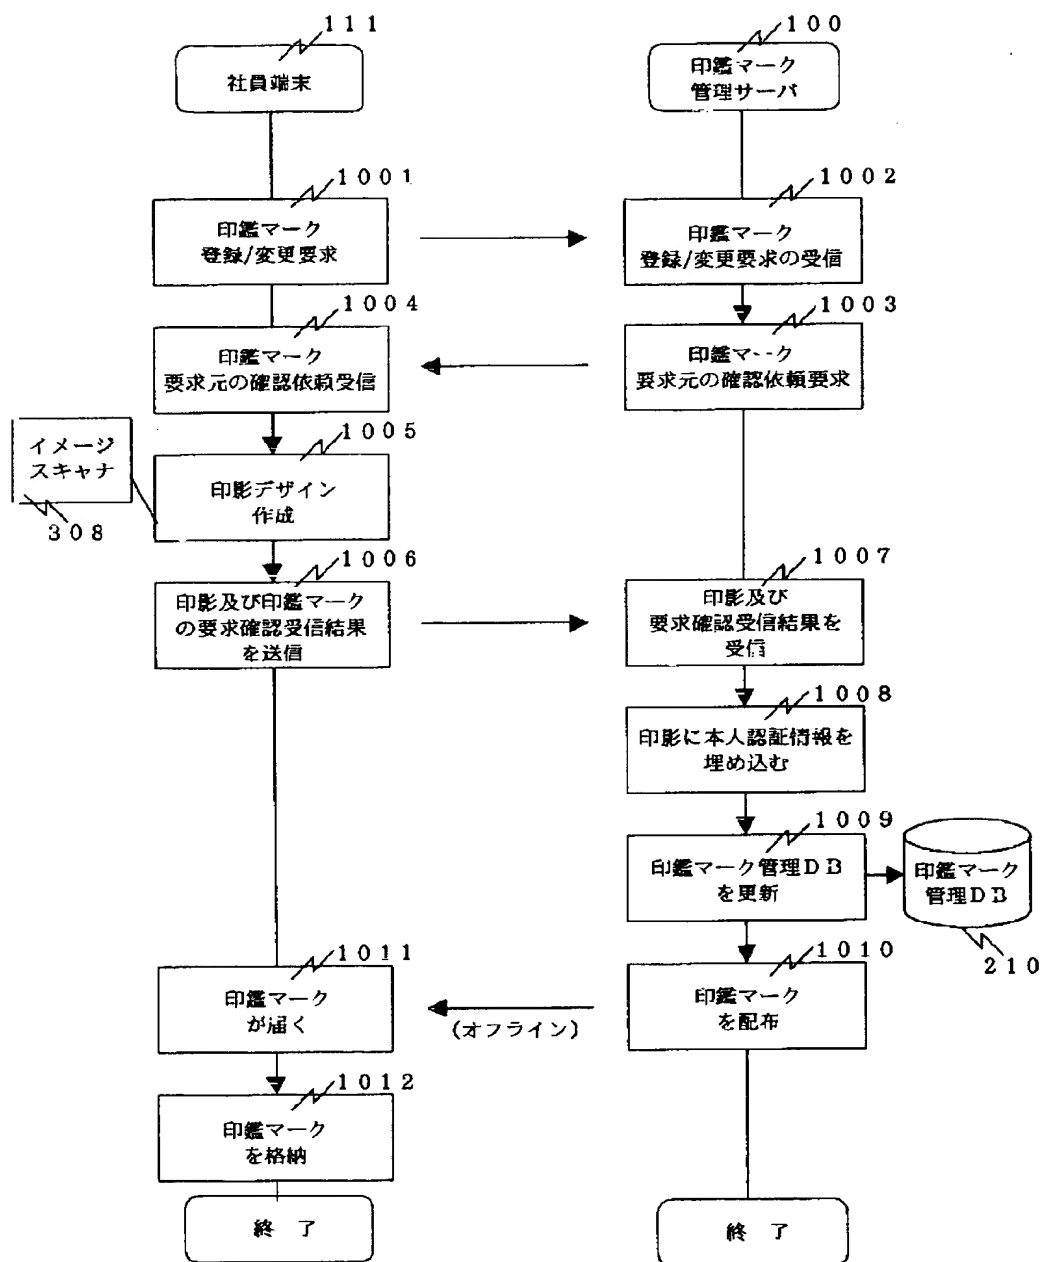 111
社員端末
100
印鑑マーク
管理サーバ
1001
印鑑マーク
登録/変更要求
1002
印鑑マーク
登録/変更要求の受信
1004
印鑑マーク
要求元の確認依頼受信
1003
印鑑マーク
要求元の確認依頼要求
イメージ
スキャナ
308
1005
印影デザイン
作成
1006
印影及び印鑑マーク
の要求確認受信結果
を送信
1007
印影及び
要求確認受信結果を
受信
1008
印影に本人認証情報を
埋め込む
1009
印鑑マーク管理DB
を更新
印鑑マーク
管理DB
210
1011
印鑑マーク
が届く
(オフライン)
1010
印鑑マーク
を配布
1012
印鑑マーク
を格納
終 了
終 了